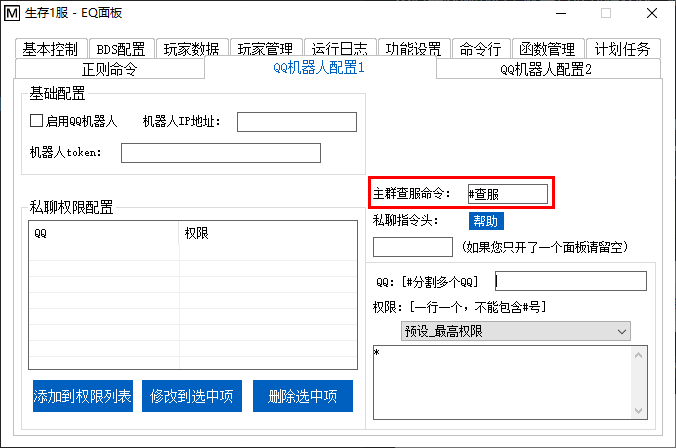 M 生存1服 - EQ面板
基本控制 BDS配置 玩家数据 玩家管理 运行日志 功能设置 命令行 函数管理 计划任务
正则命令 QQ机器人配置1 QQ机器人配置2
基础配置
启用QQ机器人 机器人IP地址:
机器人token:
主群查服命令: #查服
私聊指令头: 帮助
(如果您只开了一个面板请留空)
私聊权限配置
QQ 权限
QQ:[#分割多个QQ]
权限:[一行一个,不能包含#号]
预设_最高权限
*
添加到权限列表 修改到选中项 删除选中项